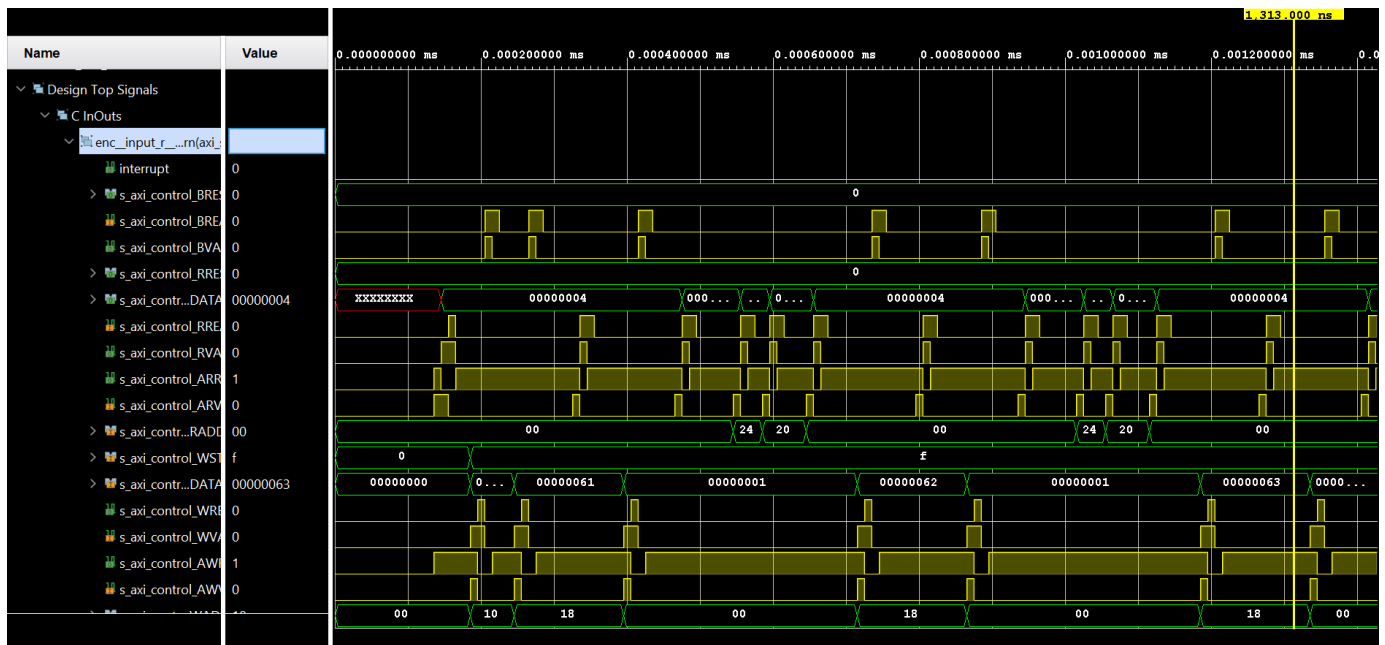 1,313.000 ns
Name Value 0.000000000 ms 0.000200000 ms 0.000400000 ms 0.000600000 ms 0.000800000 ms 0.001000000 ms 0.001200000 ms 0.0
Design Top Signals
C InOuts
enc__input_r__...rn(axi_
interrupt 0
s_axi_control_BRES 0 0
s_axi_control_BREA 0
s_axi_control_BVA 0
s_axi_control_RRES 0 0
s_axi_contr...DATA 00000004 XXXXXXXX 00000004 000... .. 0... 00000004 000... .. 0... 00000004
s_axi_control_RREA 0
s_axi_control_RVA 0
s_axi_control_ARR 1
s_axi_control_ARV 0
s_axi_contr...RADD 00 00 24 20 00 24 20 00
s_axi_control_WST f 0 f
s_axi_contr...DATA 00000063 00000000 0... 00000061 00000001 00000062 00000001 00000063 0000...
s_axi_control_WRE 0
s_axi_control_WVA 0
s_axi_control_AWR 1
s_axi_control_AWV 0
00 10 18 00 18 00 18 00